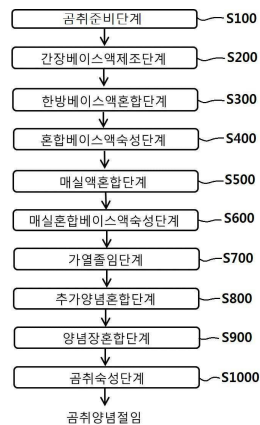 곰취준비단계 S100
간장베이스액제조단계 S200
한방베이스액혼합단계 S300
혼합베이스액숙성단계 S400
매실액혼합단계 S500
매실혼합베이스액숙성단계 S600
가열졸임단계 S700
추가양념혼합단계 S800
양념장혼합단계 S900
곰취숙성단계 S1000
곰취양념절임